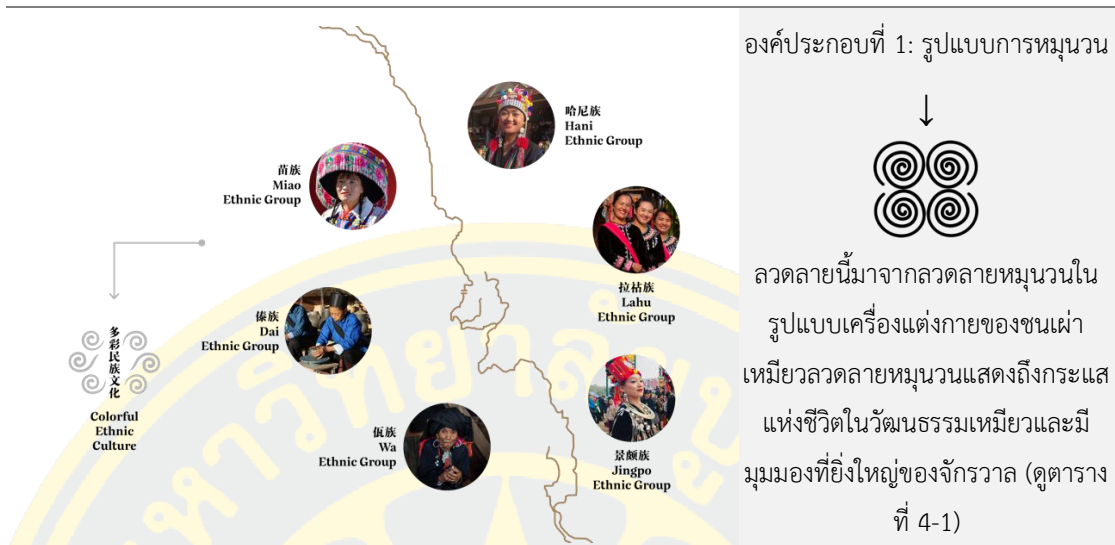 哈尼族
Hani
Ethnic Group
苗族
Miao
Ethnic Group
拉祜族
Lahu
Ethnic Group
傣族
Dai
Ethnic Group
多彩民族文化
Colorful
Ethnic
Culture
佤族
Wa
Ethnic Group
景颇族
Jingpo
Ethnic Group
องค์ประกอบที่ 1: รูปแบบการหมุนวน
↓
ลวดลายนี้มาจากลวดลายหมุนวนใน
รูปแบบเครื่องแต่งกายของชนเผ่า
เหมียวลวดลายหมุนวนแสดงถึงกระแส
แห่งชีวิตในวัฒนธรรมเหมียวและมี
มุมมองที่ยิ่งใหญ่ของจักรวาล (ดูตาราง
ที่ 4-1)